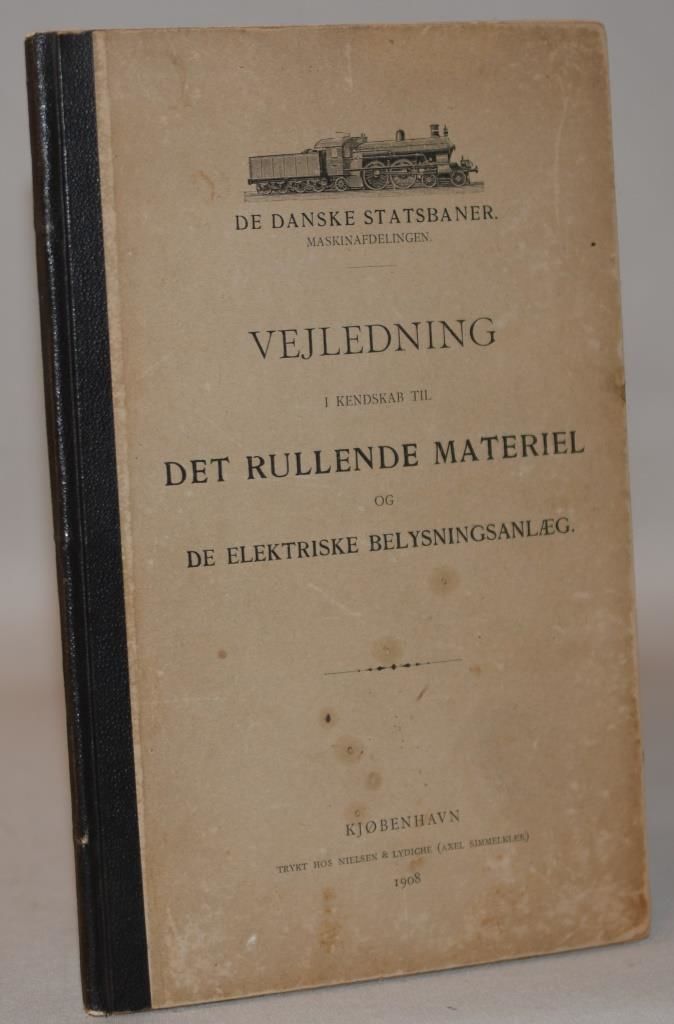 DE DANSKE STATSBANER.
MASKINAFDELINGEN.
VEJLEDNING
I KENDSKAB TIL
DET RULLENDE MATERIEL
OG
DE ELEKTRISKE BELYSNINGSANLÆG.
KJØBENHAVN
TRYKT HOS NIELSEN & LYDICHE (AXEL SIMMELKIÆR)
1908